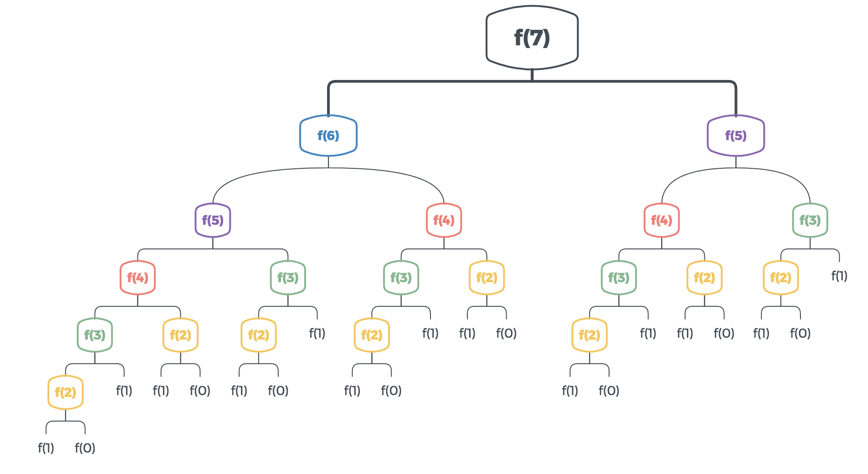 f(7)
f(6) f(5)
f(5) f(4) f(4) f(3)
f(4) f(3) f(3) f(2) f(3) f(2) f(2) f(1)
f(3) f(2) f(2) f(1) f(2) f(1) f(1) f(0) f(2) f(1) f(1) f(0) f(1) f(0)
f(2) f(1) f(1) f(0) f(1) f(0) f(1) f(0) f(1) f(0)
f(1) f(0)